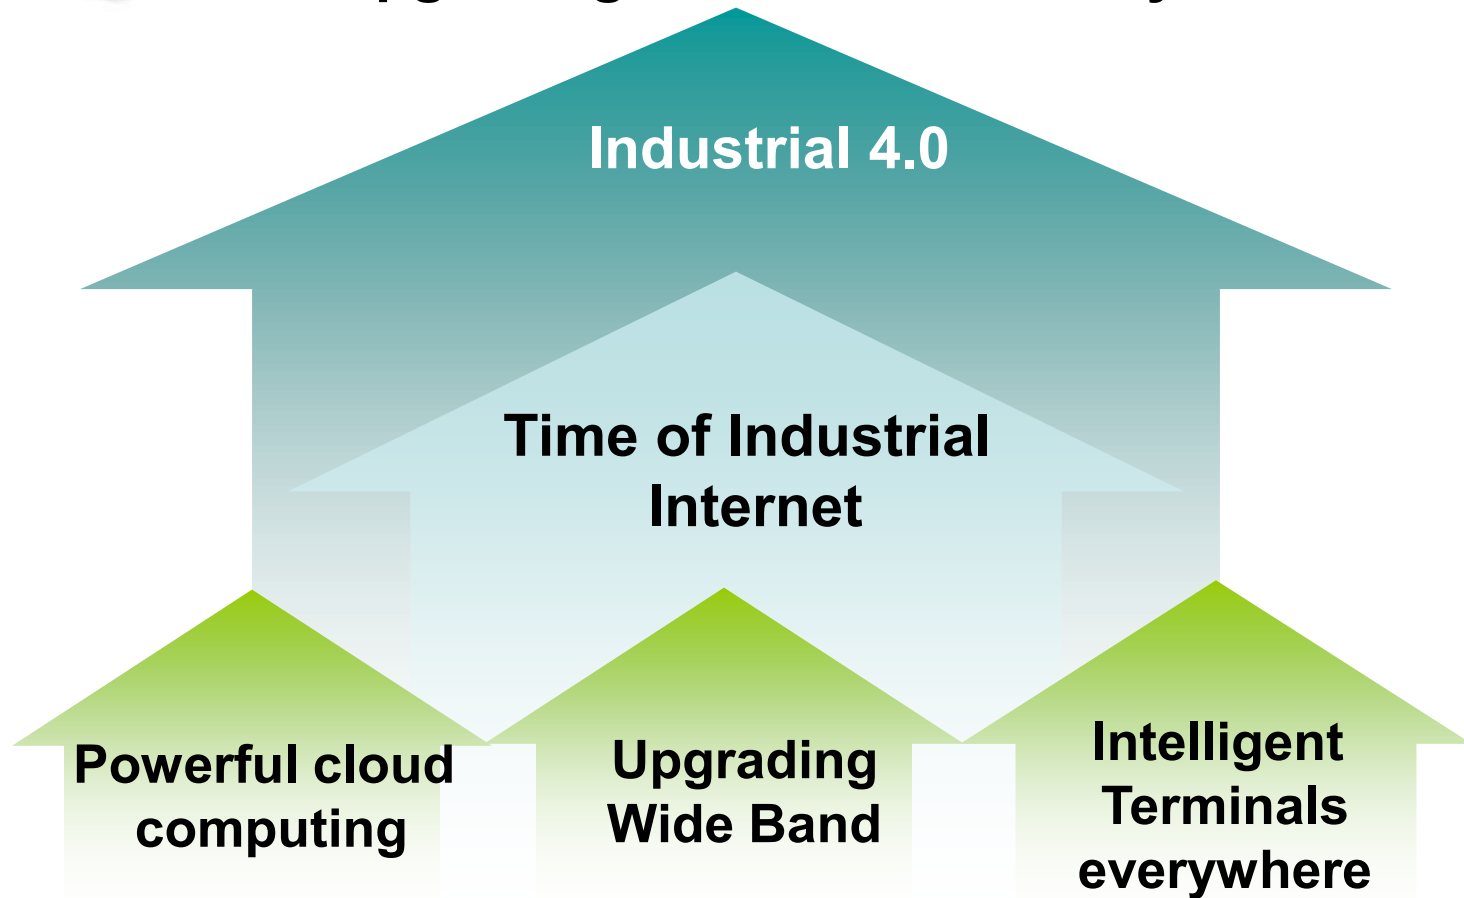 Industrial 4.0
Time of Industrial
Internet
Powerful cloud
computing
Upgrading
Wide Band
Intelligent
Terminals
everywhere